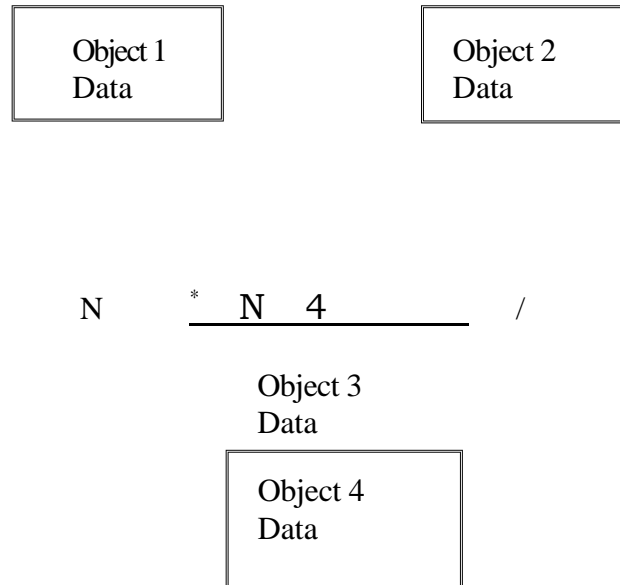 Object 1
Data
Object 2
Data
N * N 4 /
Object 3
Data
Object 4
Data